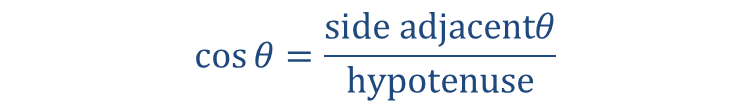 cos θ = side adjacentθ / hypotenuse